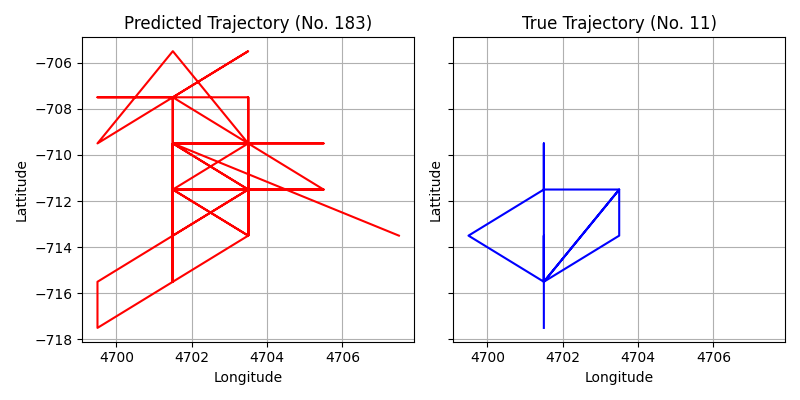 Predicted Trajectory (No. 183)
True Trajectory (No. 11)
−706
−708
−710
−712
−714
−716
−718
Lattitude
Lattitude
4700 4702 4704 4706
4700 4702 4704 4706
Longitude
Longitude